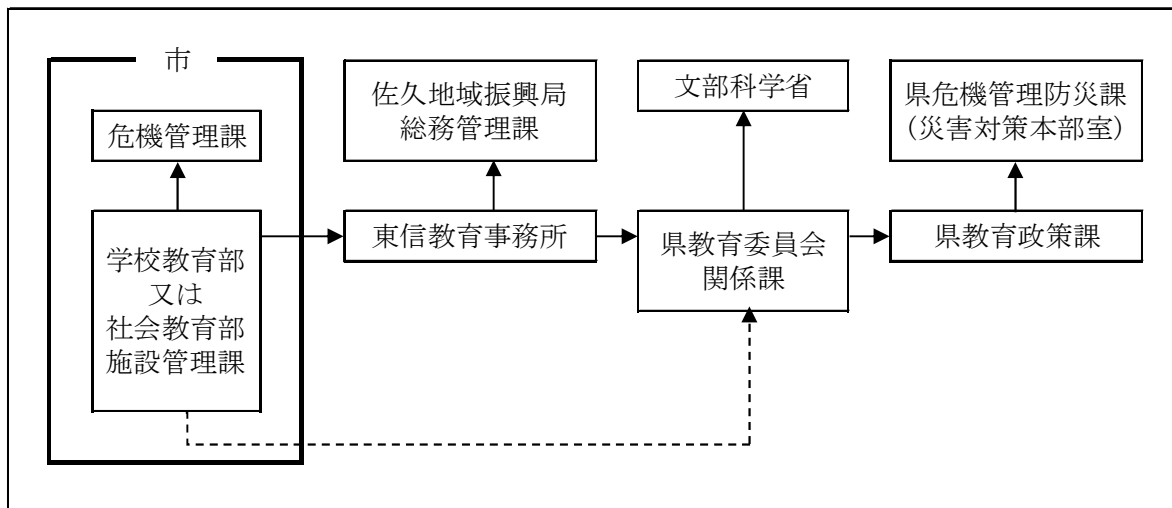 市
危機管理課
学校教育部
又は
社会教育部
施設管理課
佐久地域振興局
総務管理課
東信教育事務所
文部科学省
県教育委員会
関係課
県危機管理防災課
(災害対策本部室)
県教育政策課